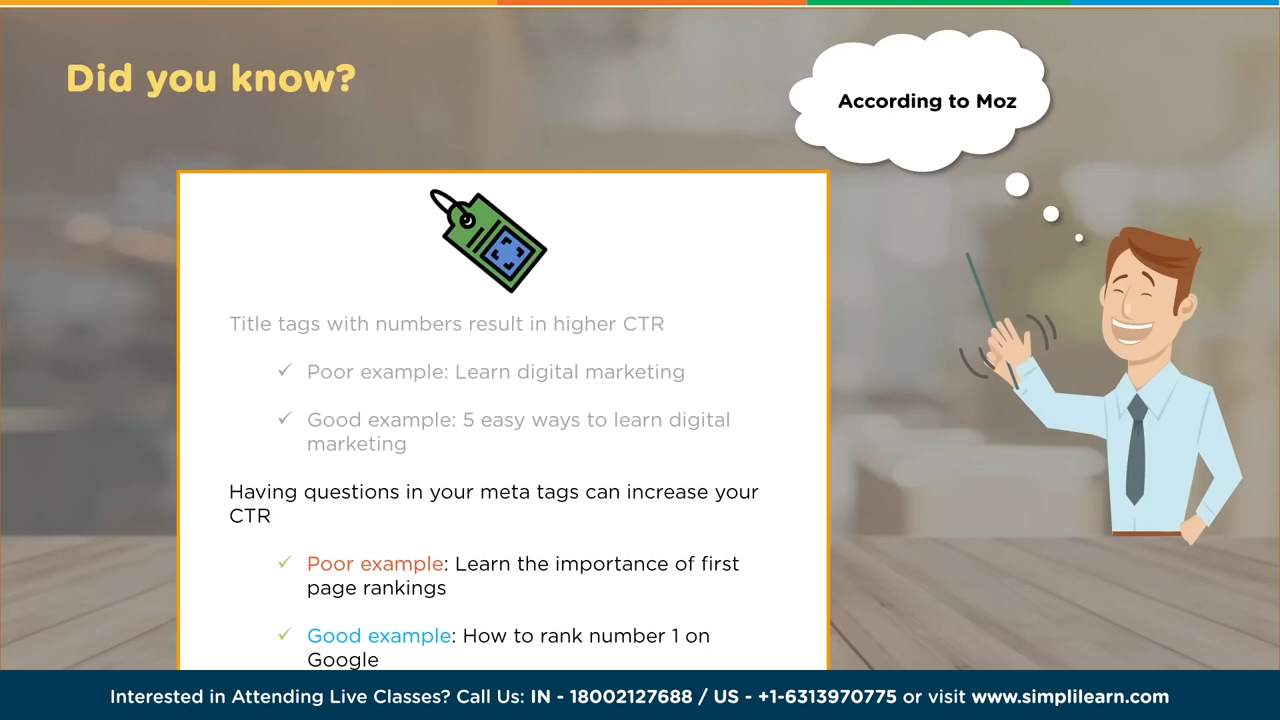 Did you know?
According to Moz
Title tags with numbers result in higher CTR
✓ Poor example: Learn digital marketing
✓ Good example: 5 easy ways to learn digital
marketing
Having questions in your meta tags can increase your
CTR
✓ Poor example: Learn the importance of first
page rankings
✓ Good example: How to rank number 1 on
Google
Interested in Attending Live Classes? Call Us: IN - 18002127688 / US - +1-6313970775 or visit www.simplilearn.com